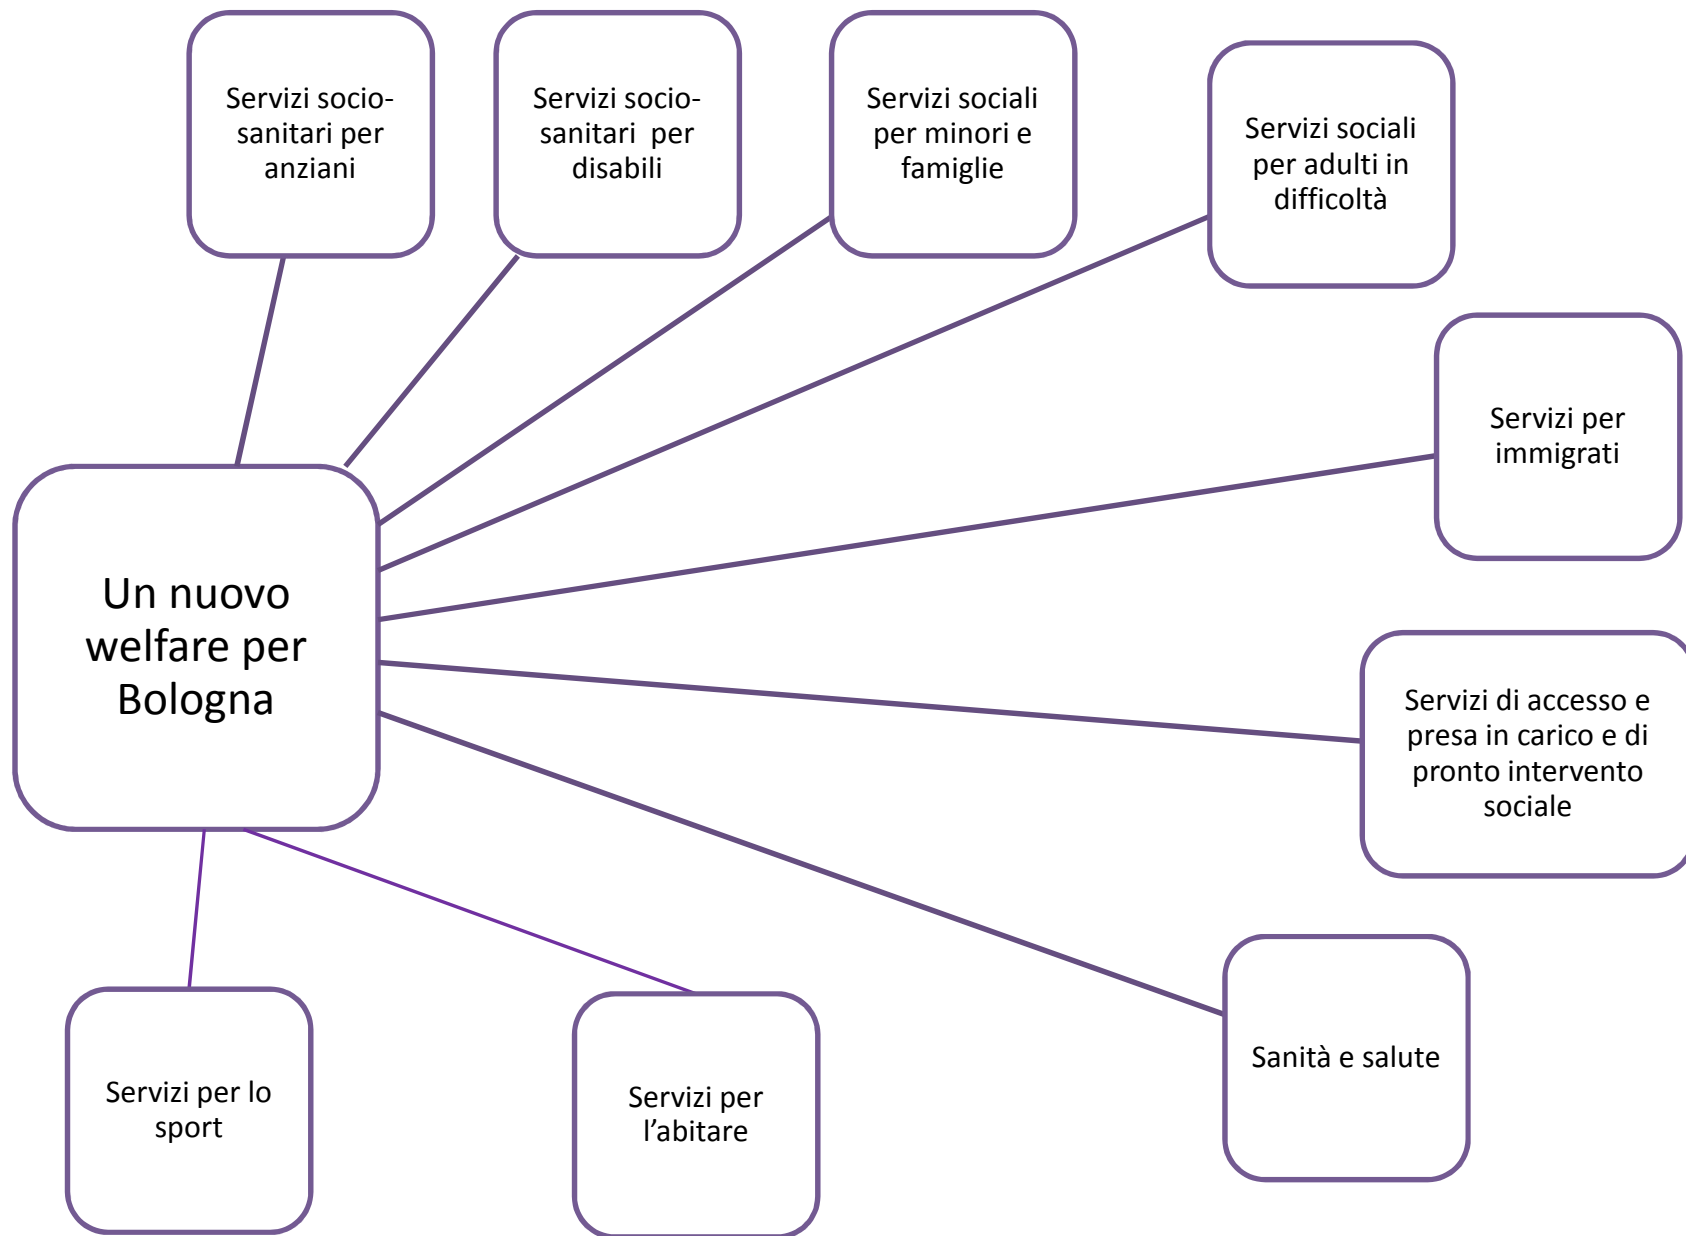 Servizi socio-
sanitari per
anziani
Servizi socio-
sanitari per
disabili
Servizi sociali
per minori e
famiglie
Servizi sociali
per adulti in
difficoltà
Servizi per
immigrati
Un nuovo
welfare per
Bologna
Servizi di accesso e
presa in carico e di
pronto intervento
sociale
Sanità e salute
Servizi per lo
sport
Servizi per
l’abitare